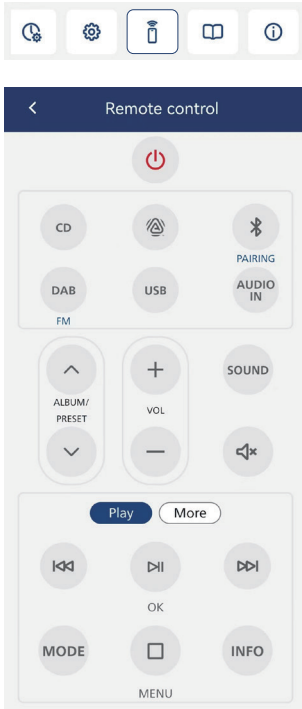 Remote control
CD
PAIRING
DAB
USB
AUDIO
IN
FM
SOUND
ALBUM/
PRESET
VOL
Play
More
OK
MODE
INFO
MENU